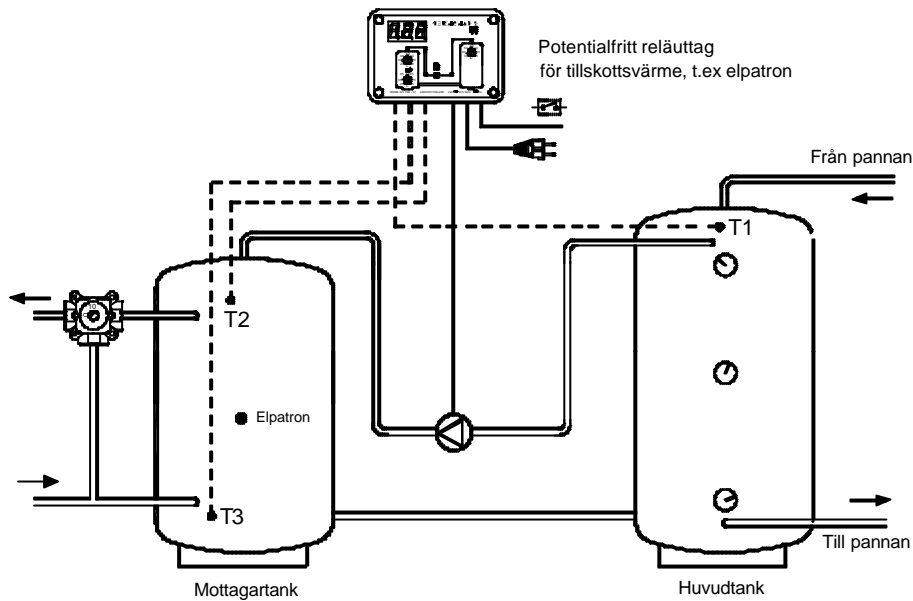 Potentialfritt reläuttag
för tillskottsvärme, t.ex elpatron
Från pannan
T1
T2
Elpatron
T3
Till pannan
Mottagartank
Huvudtank